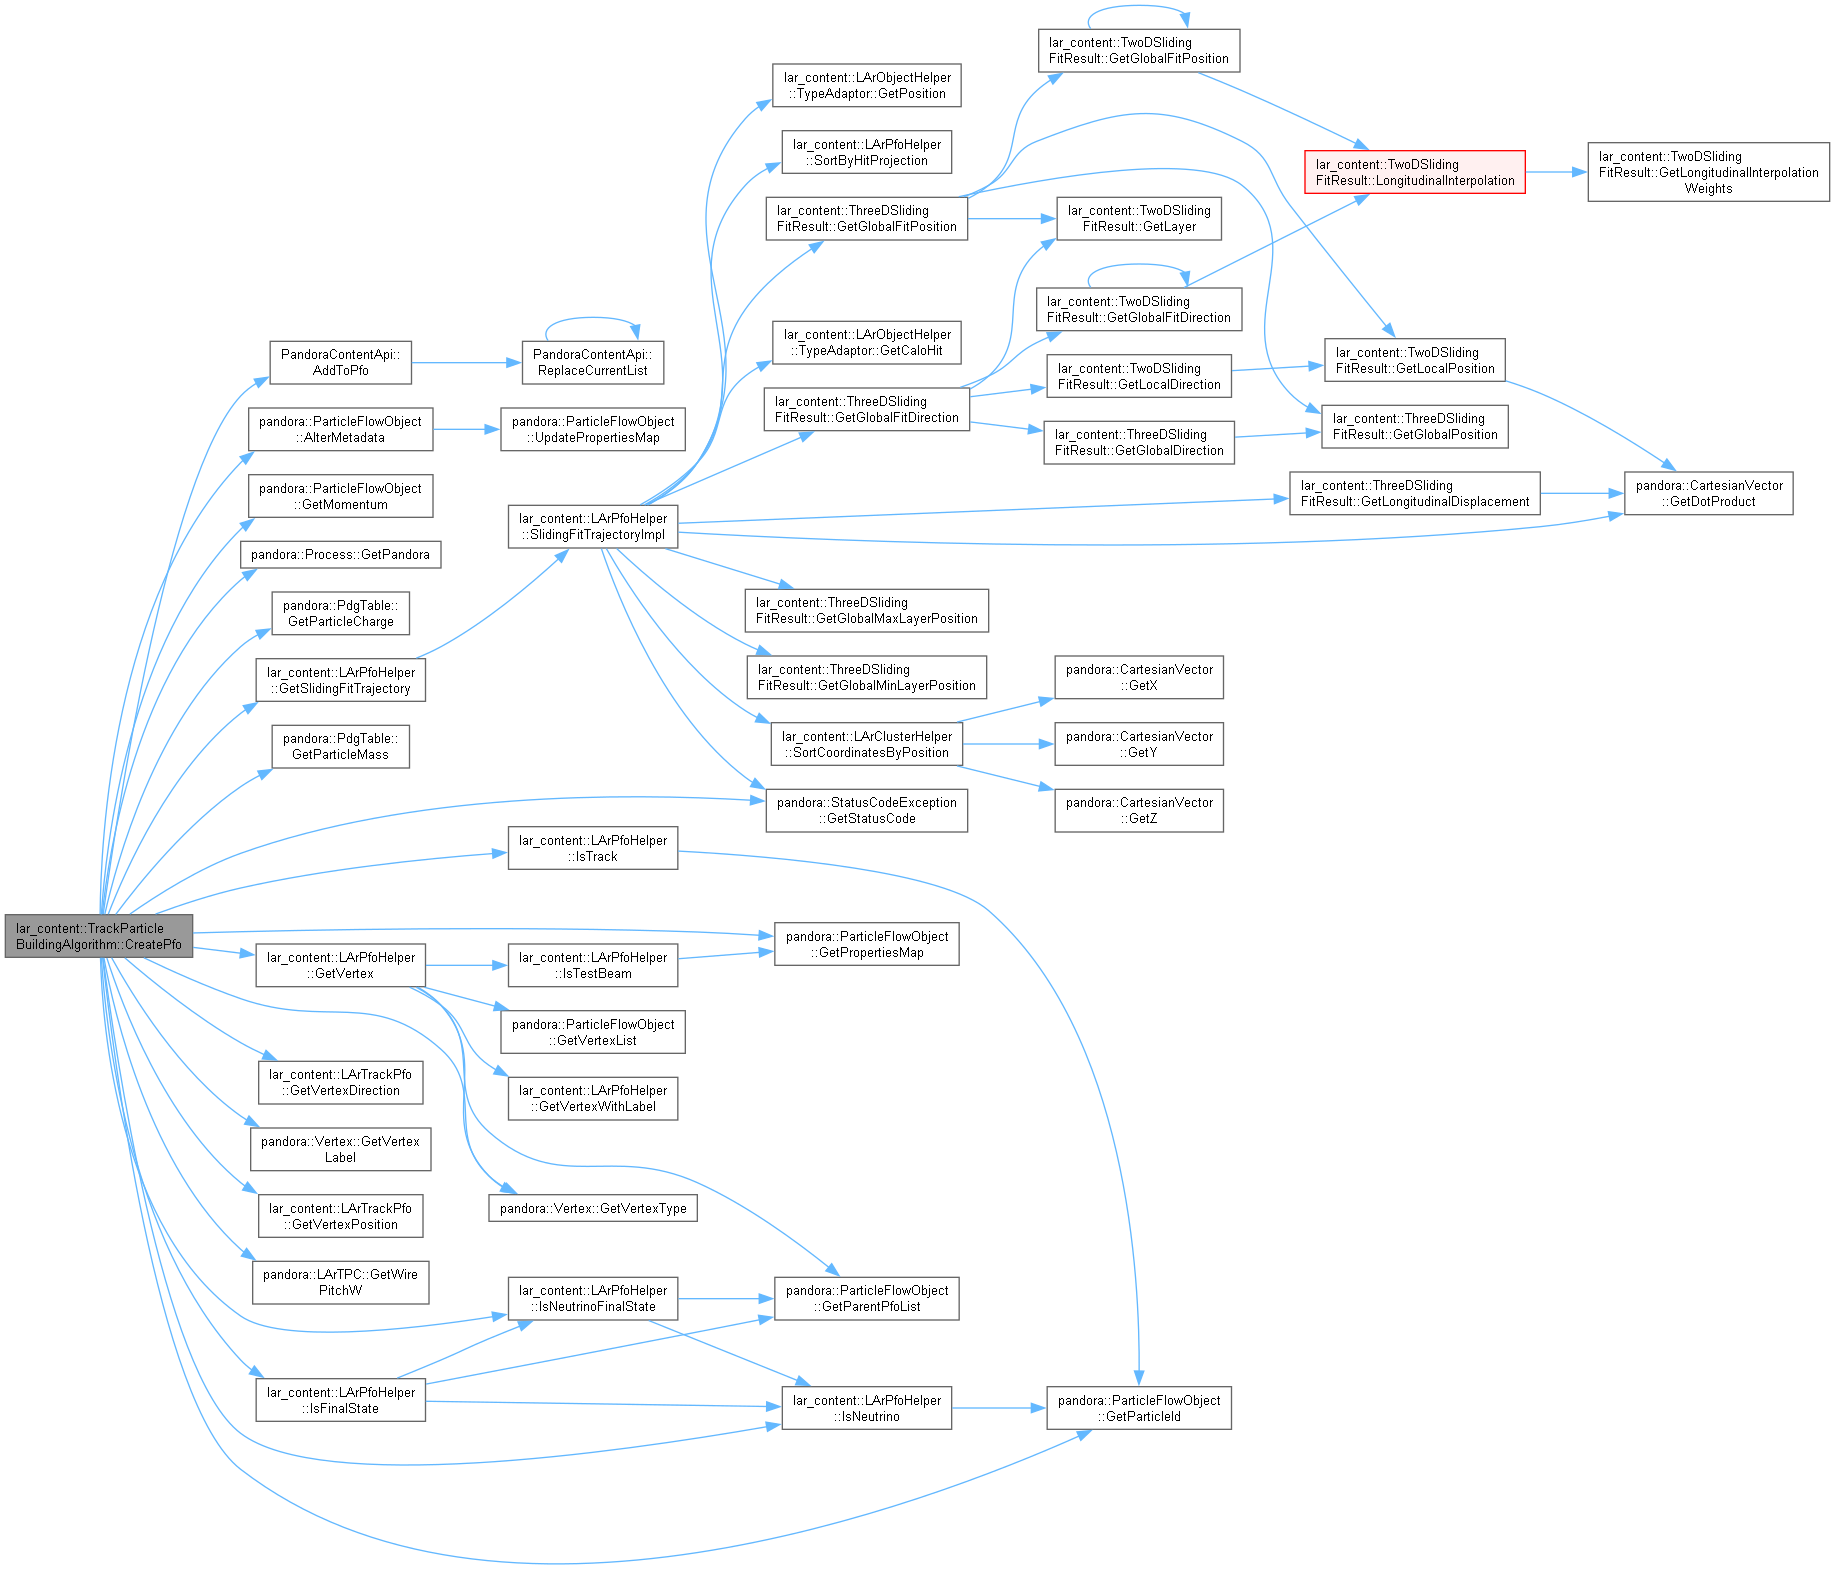 lar_content::TrackParticle
BuildingAlgorithm::CreatePfo
PandoraContentApi::
AddToPfo
PandoraContentApi::
ReplaceCurrentList
pandora::ParticleFlowObject
::AlterMetadata
pandora::ParticleFlowObject
::UpdatePropertiesMap
pandora::ParticleFlowObject
::GetMomentum
pandora::Process::GetPandora
pandora::PdgTable::
GetParticleCharge
lar_content::LArPfoHelper
::GetSlidingFitTrajectory
pandora::PdgTable::
GetParticleMass
lar_content::LArPfoHelper
::SlidingFitTrajectoryImpl
lar_content::LArObjectHelper
::TypeAdaptor::GetPosition
lar_content::LArPfoHelper
::SortByHitProjection
lar_content::ThreeDSliding
FitResult::GetGlobalFitPosition
lar_content::LArObjectHelper
::TypeAdaptor::GetCaloHit
lar_content::ThreeDSliding
FitResult::GetGlobalFitDirection
lar_content::TwoDSliding
FitResult::GetGlobalFitPosition
lar_content::TwoDSliding
FitResult::GetLayer
lar_content::TwoDSliding
FitResult::GetGlobalFitDirection
lar_content::TwoDSliding
FitResult::GetLocalDirection
lar_content::ThreeDSliding
FitResult::GetGlobalDirection
lar_content::TwoDSliding
FitResult::LongitudinalInterpolation
lar_content::TwoDSliding
FitResult::GetLongitudinalInterpolation
Weights
lar_content::TwoDSliding
FitResult::GetLocalPosition
lar_content::ThreeDSliding
FitResult::GetGlobalPosition
lar_content::ThreeDSliding
FitResult::GetLongitudinalDisplacement
pandora::CartesianVector
::GetDotProduct
lar_content::ThreeDSliding
FitResult::GetGlobalMaxLayerPosition
lar_content::ThreeDSliding
FitResult::GetGlobalMinLayerPosition
lar_content::LArClusterHelper
::SortCoordinatesByPosition
pandora::CartesianVector
::GetX
pandora::CartesianVector
::GetY
pandora::CartesianVector
::GetZ
pandora::StatusCodeException
::GetStatusCode
lar_content::LArPfoHelper
::IsTrack
pandora::ParticleFlowObject
::GetPropertiesMap
lar_content::LArPfoHelper
::GetVertex
lar_content::LArPfoHelper
::IsTestBeam
pandora::ParticleFlowObject
::GetVertexList
lar_content::LArPfoHelper
::GetVertexWithLabel
lar_content::LArTrackPfo
::GetVertexDirection
pandora::Vertex::GetVertex
Label
lar_content::LArTrackPfo
::GetVertexPosition
pandora::Vertex::GetVertexType
pandora::LArTPC::GetWire
PitchW
lar_content::LArPfoHelper
::IsNeutrinoFinalState
pandora::ParticleFlowObject
::GetParentPfoList
lar_content::LArPfoHelper
::IsFinalState
lar_content::LArPfoHelper
::IsNeutrino
pandora::ParticleFlowObject
::GetParticleId